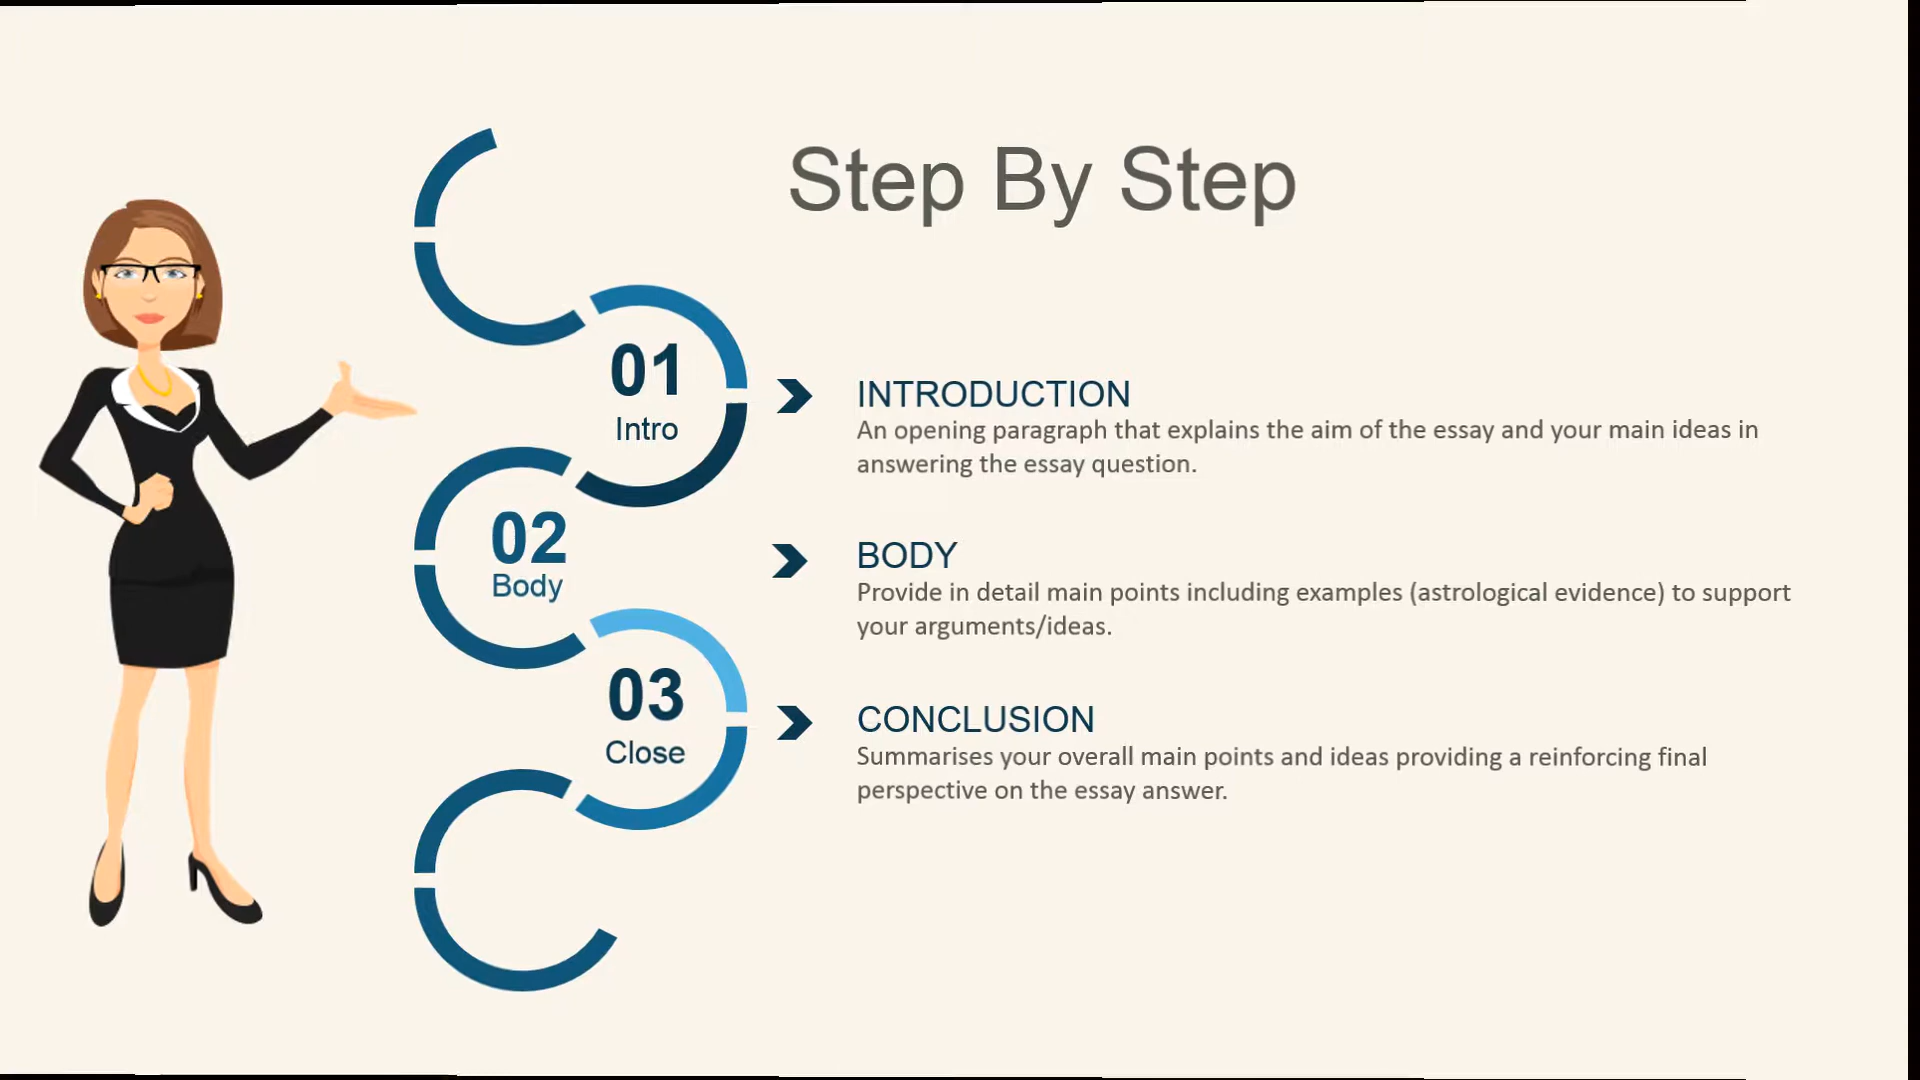 Step By Step
01
Intro
INTRODUCTION
An opening paragraph that explains the aim of the essay and your main ideas in
answering the essay question.
02
Body
BODY
Provide in detail main points including examples (astrological evidence) to support
your arguments/ideas.
03
Close
CONCLUSION
Summarises your overall main points and ideas providing a reinforcing final
perspective on the essay answer.